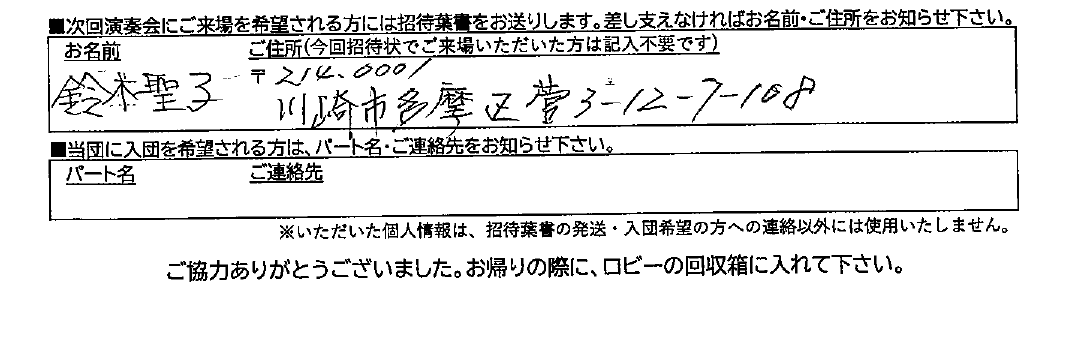 ■次回演奏会にご来場を希望される方には招待葉書をお送りします。差し支えなければお名前・ご住所をお知らせ下さい。
お名前 ご住所(今回招待状でご来場いただいた方は記入不要です)
鈴木聖子 〒214.0001
川崎市多摩区菅3-12-7-108
■当団に入団を希望される方は、パート名・ご連絡先をお知らせ下さい。
パート名 ご連絡先
※いただいた個人情報は、招待葉書の発送・入団希望の方への連絡以外には使用いたしません。
ご協力ありがとうございました。お帰りの際に、ロビーの回収箱に入れて下さい。